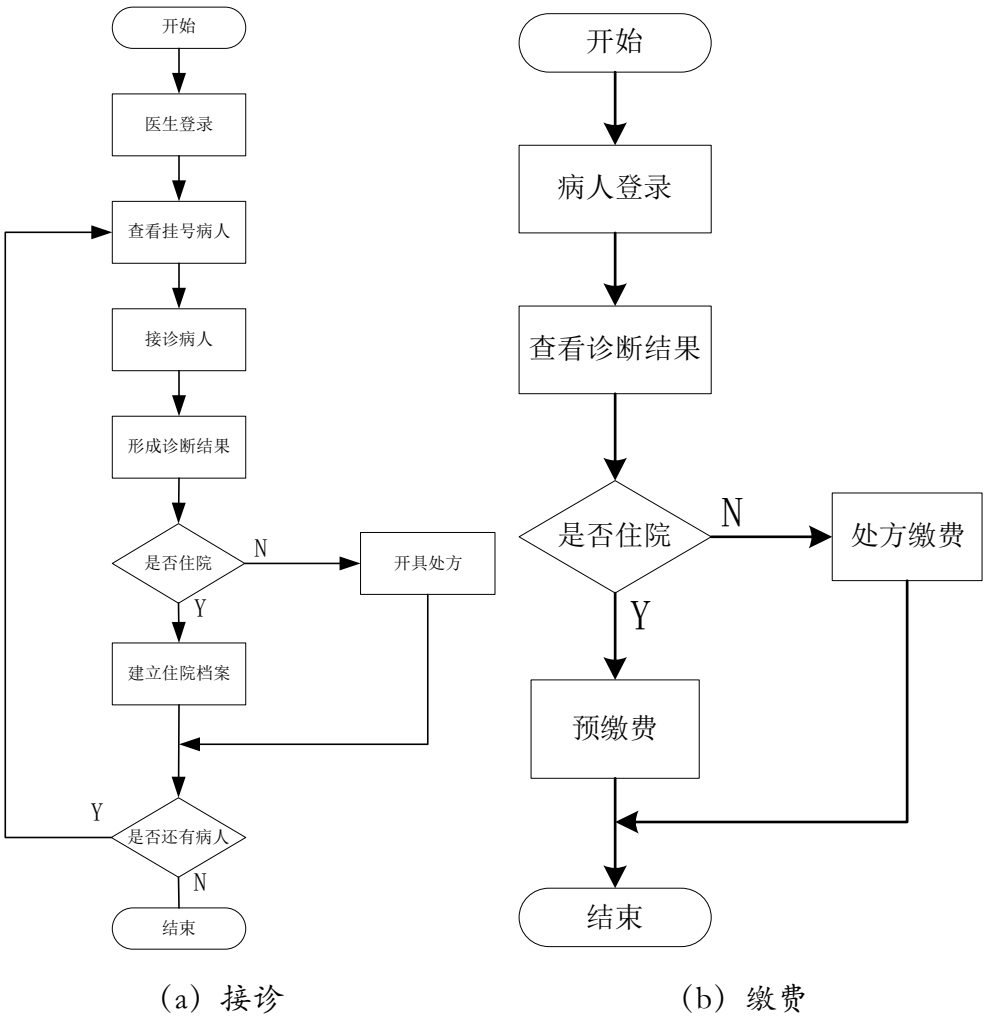 开始
医生登录
查看挂号病人
接诊病人
形成诊断结果
是否住院
N
开具处方
Y
建立住院档案
Y
是否还有病人
N
结束
(a) 接诊
开始
病人登录
查看诊断结果
是否住院
N
处方缴费
Y
预缴费
结束
(b) 缴费